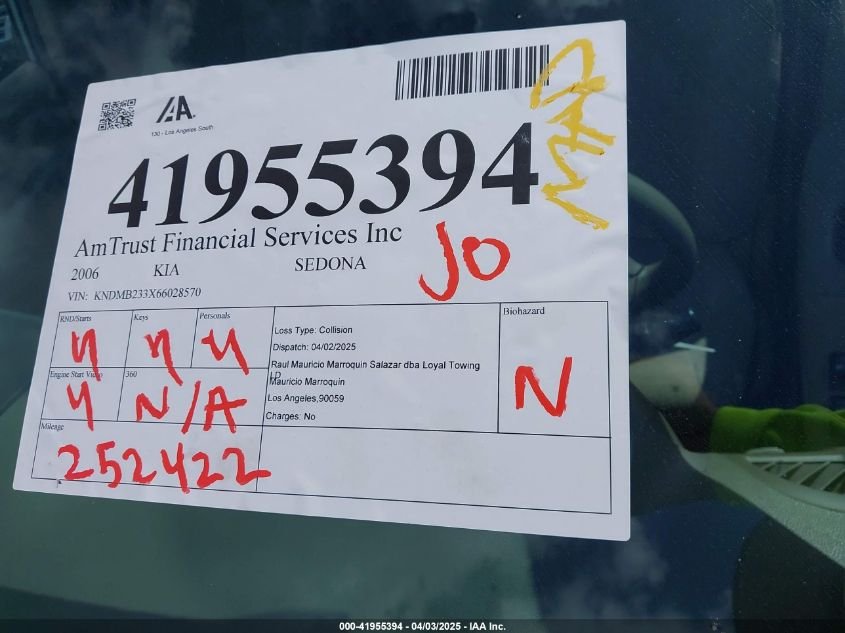 IAA.
130 - Los Angeles South
41955394
AmTrust Financial Services Inc
2006 KIA SEDONA
JO
VIN: KNDMB233X66028570
RND/Starts Keys Personals
y y y
Engine Start Video 360
y N/A
Mileage
252422
Loss Type: Collision
Dispatch: 04/02/2025
Raul Mauricio Marroquin Salazar dba Loyal Towing
LD
Mauricio Marroquin
Los Angeles,90059
Charges: No
Biohazard
N
000-41955394 - 04/03/2025 - IAA Inc.